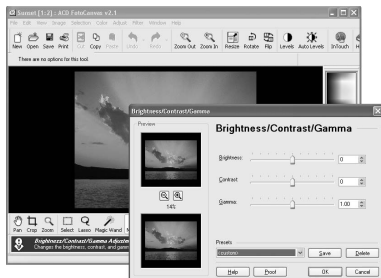 Sunset [1:2] : ACD FotoCanvas v2.1
File Edit View Image Selection Color Adjust Filter Window Help
New Open Save Print Cut Copy Paste Undo Redo Zoom Out Zoom In Resize Rotate Flip Levels Auto Levels InTouch
There are no options for this tool
Brightness/Contrast/Gamma
Preview
Brightness/Contrast/Gamma
Brightness: 0
Contrast: 0
Gamma: 1.00
14%
Pan Crop Zoom Select Lasso Magic Wand
Brightness/Contrast/Gamma Adjustm
Changes the brightness, contrast, and gamm
Presets
(custom) Save Delete
Help Proof OK Cancel